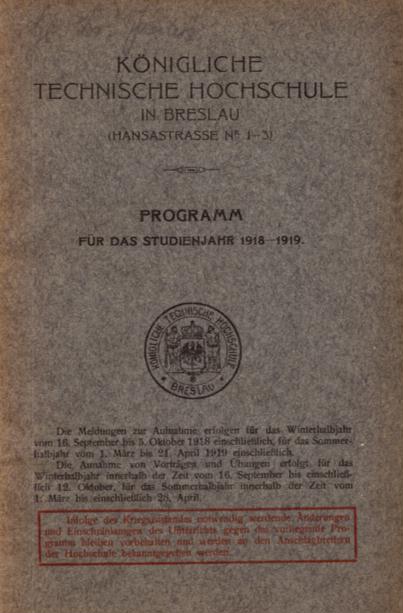 KÖNIGLICHE
TECHNISCHE HOCHSCHULE
IN BRESLAU
(HANSASTRASSE No. 1–3)
PROGRAMM
FÜR DAS STUDIENJAHR 1918–1919.
KÖNIGLICHE TECHNISCHE HOCHSCHULE
* BRESLAU *
Die Meldungen zur Aufnahme erfolgen für das Winterhalbjahr
vom 16. September bis 5. Oktober 1918 einschließlich, für das Sommer-
halbjahr vom 1. März bis 21. April 1919 einschließlich.
Die Annahme von Vorträgen und Übungen erfolgt für das
Winterhalbjahr innerhalb der Zeit vom 16. September bis einschließ-
lich 12. Oktober, für das Sommerhalbjahr innerhalb der Zeit vom
1. März bis einschließlich 28. April.
Infolge des Kriegszustandes notwendig werdende Änderungen
und Einschränkungen des Unterrichts gegen das vorliegende Pro-
gramm bleiben vorbehalten und werden an den Anschlagbrettern
der Hochschule bekanntgegeben werden.